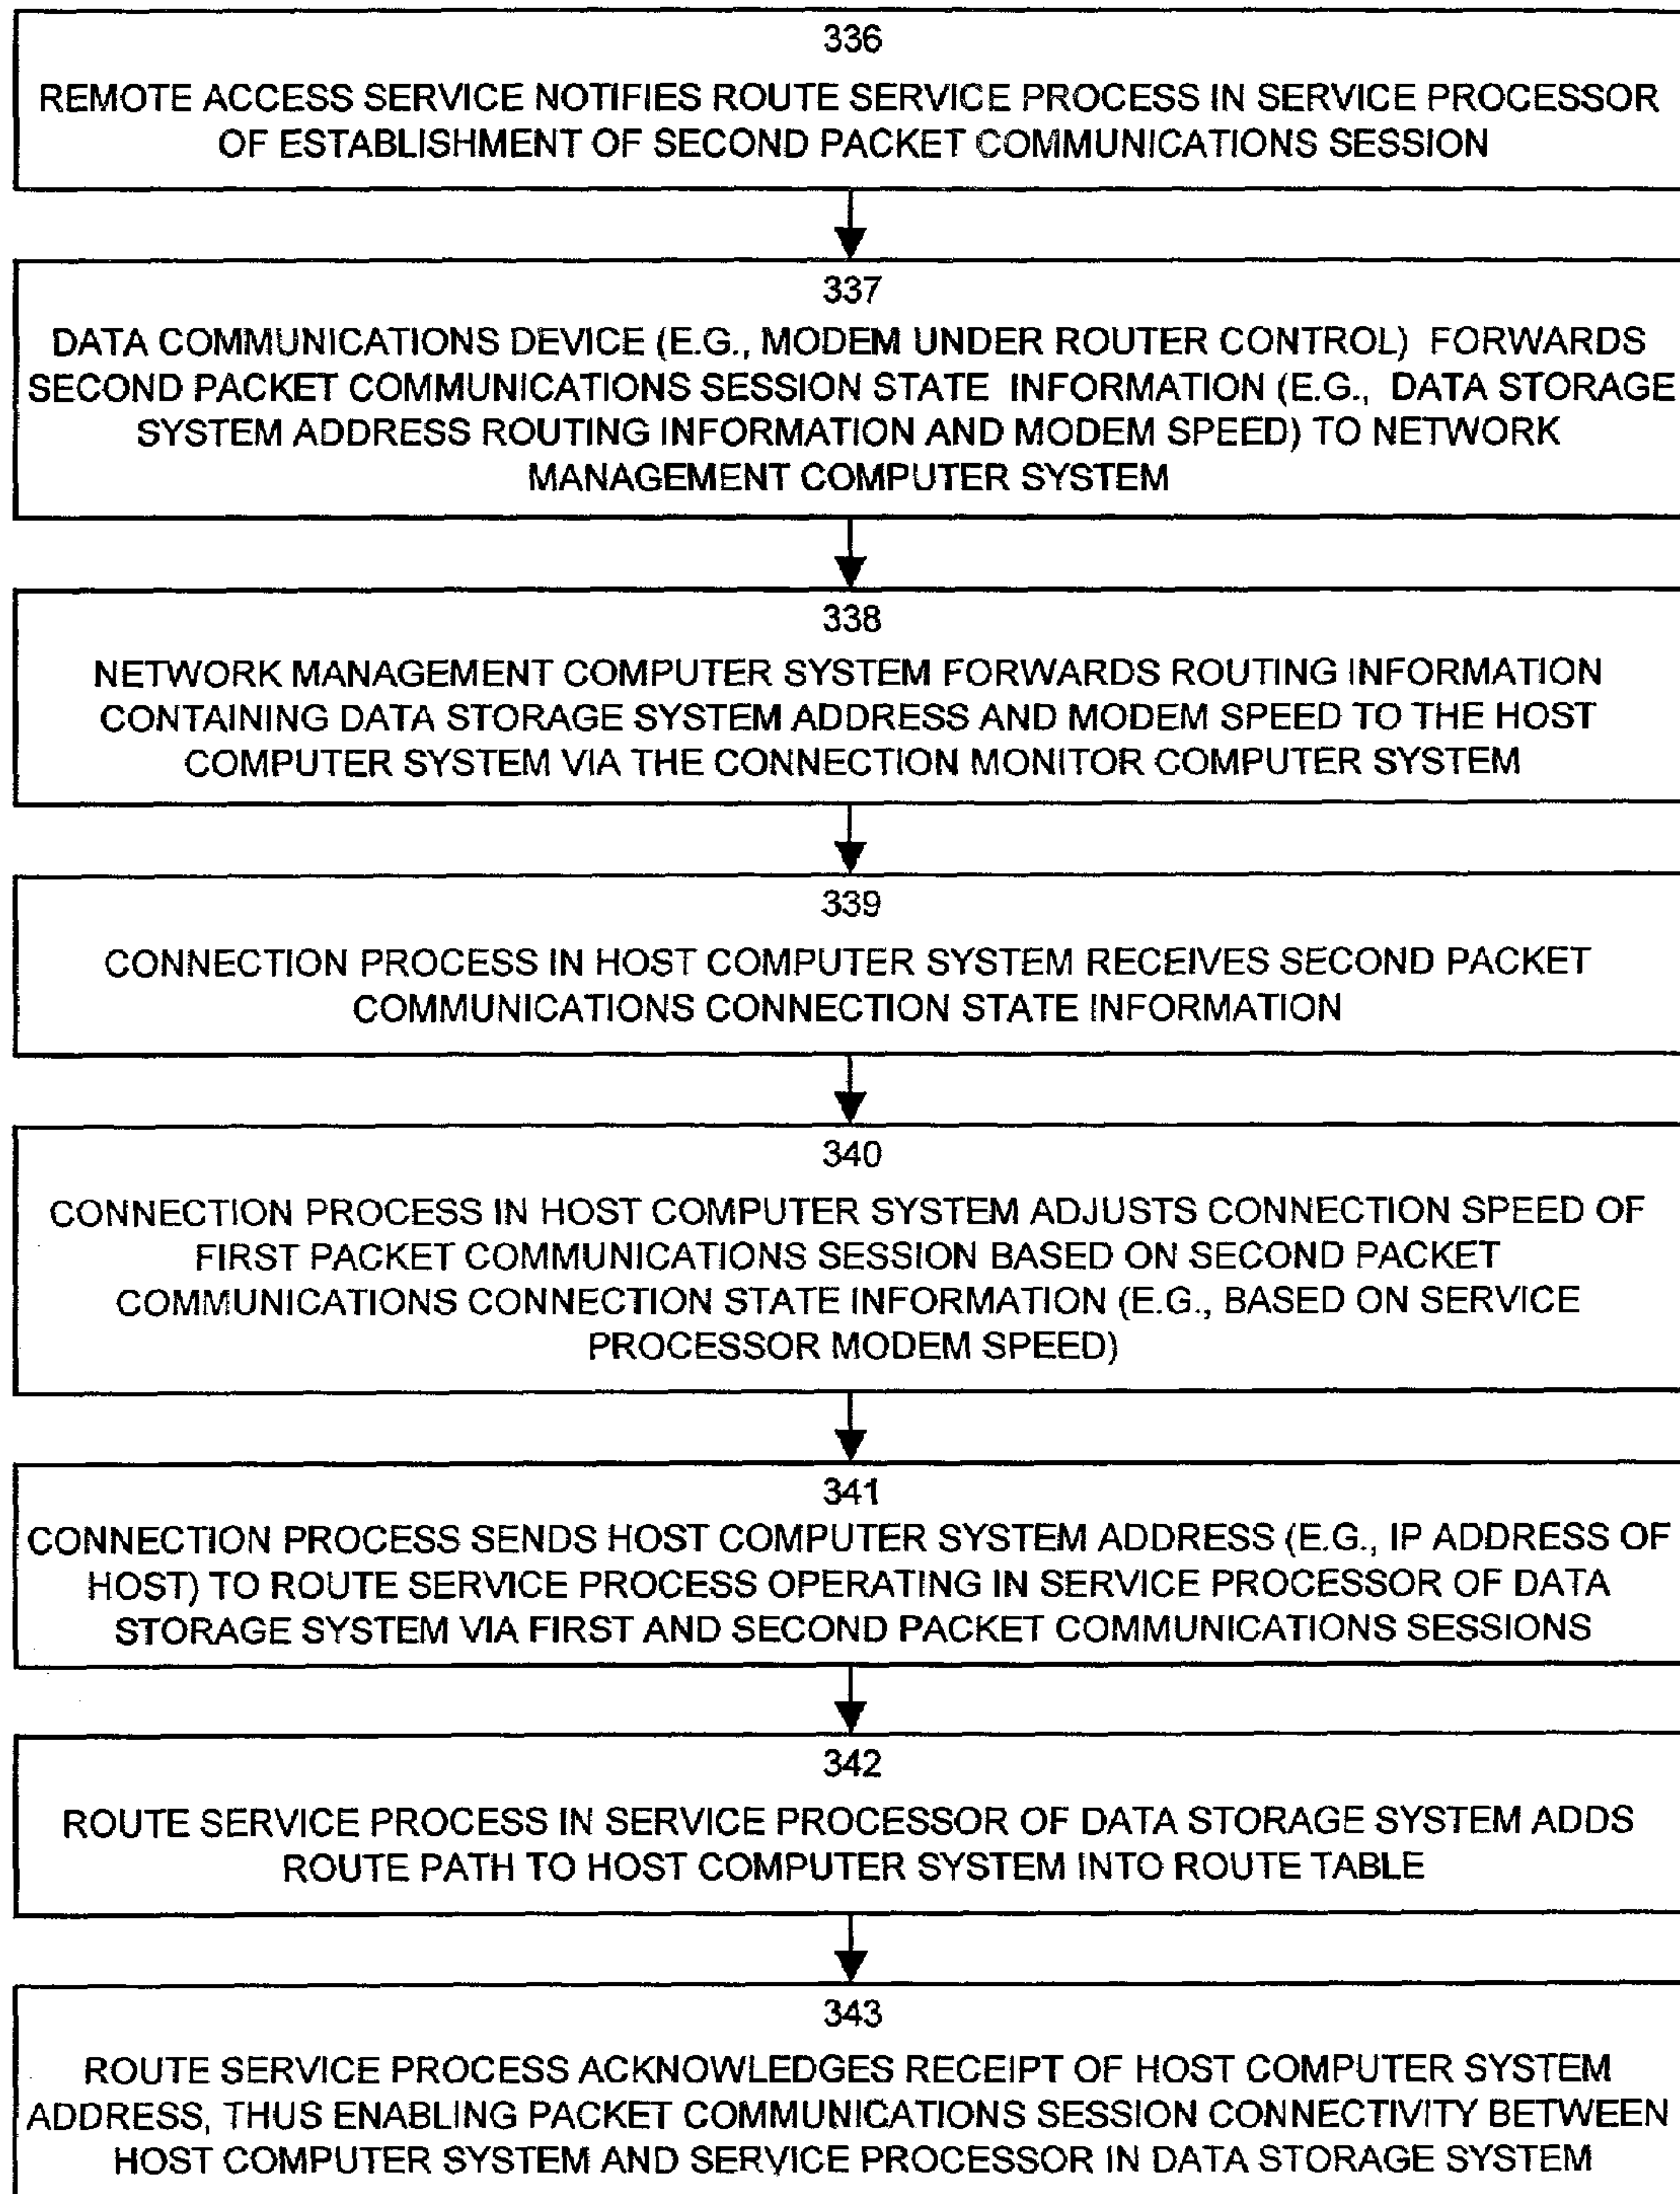 336
REMOTE ACCESS SERVICE NOTIFIES ROUTE SERVICE PROCESS IN SERVICE PROCESSOR
OF ESTABLISHMENT OF SECOND PACKET COMMUNICATIONS SESSION
337
DATA COMMUNICATIONS DEVICE (E.G., MODEM UNDER ROUTER CONTROL) FORWARDS
SECOND PACKET COMMUNICATIONS SESSION STATE INFORMATION (E.G., DATA STORAGE
SYSTEM ADDRESS ROUTING INFORMATION AND MODEM SPEED) TO NETWORK
MANAGEMENT COMPUTER SYSTEM
338
NETWORK MANAGEMENT COMPUTER SYSTEM FORWARDS ROUTING INFORMATION
CONTAINING DATA STORAGE SYSTEM ADDRESS AND MODEM SPEED TO THE HOST
COMPUTER SYSTEM VIA THE CONNECTION MONITOR COMPUTER SYSTEM
339
CONNECTION PROCESS IN HOST COMPUTER SYSTEM RECEIVES SECOND PACKET
COMMUNICATIONS CONNECTION STATE INFORMATION
340
CONNECTION PROCESS IN HOST COMPUTER SYSTEM ADJUSTS CONNECTION SPEED OF
FIRST PACKET COMMUNICATIONS SESSION BASED ON SECOND PACKET
COMMUNICATIONS CONNECTION STATE INFORMATION (E.G., BASED ON SERVICE
PROCESSOR MODEM SPEED)
341
CONNECTION PROCESS SENDS HOST COMPUTER SYSTEM ADDRESS (E.G., IP ADDRESS OF
HOST) TO ROUTE SERVICE PROCESS OPERATING IN SERVICE PROCESSOR OF DATA
STORAGE SYSTEM VIA FIRST AND SECOND PACKET COMMUNICATIONS SESSIONS
342
ROUTE SERVICE PROCESS IN SERVICE PROCESSOR OF DATA STORAGE SYSTEM ADDS
ROUTE PATH TO HOST COMPUTER SYSTEM INTO ROUTE TABLE
343
ROUTE SERVICE PROCESS ACKNOWLEDGES RECEIPT OF HOST COMPUTER SYSTEM
ADDRESS, THUS ENABLING PACKET COMMUNICATIONS SESSION CONNECTIVITY BETWEEN
HOST COMPUTER SYSTEM AND SERVICE PROCESSOR IN DATA STORAGE SYSTEM